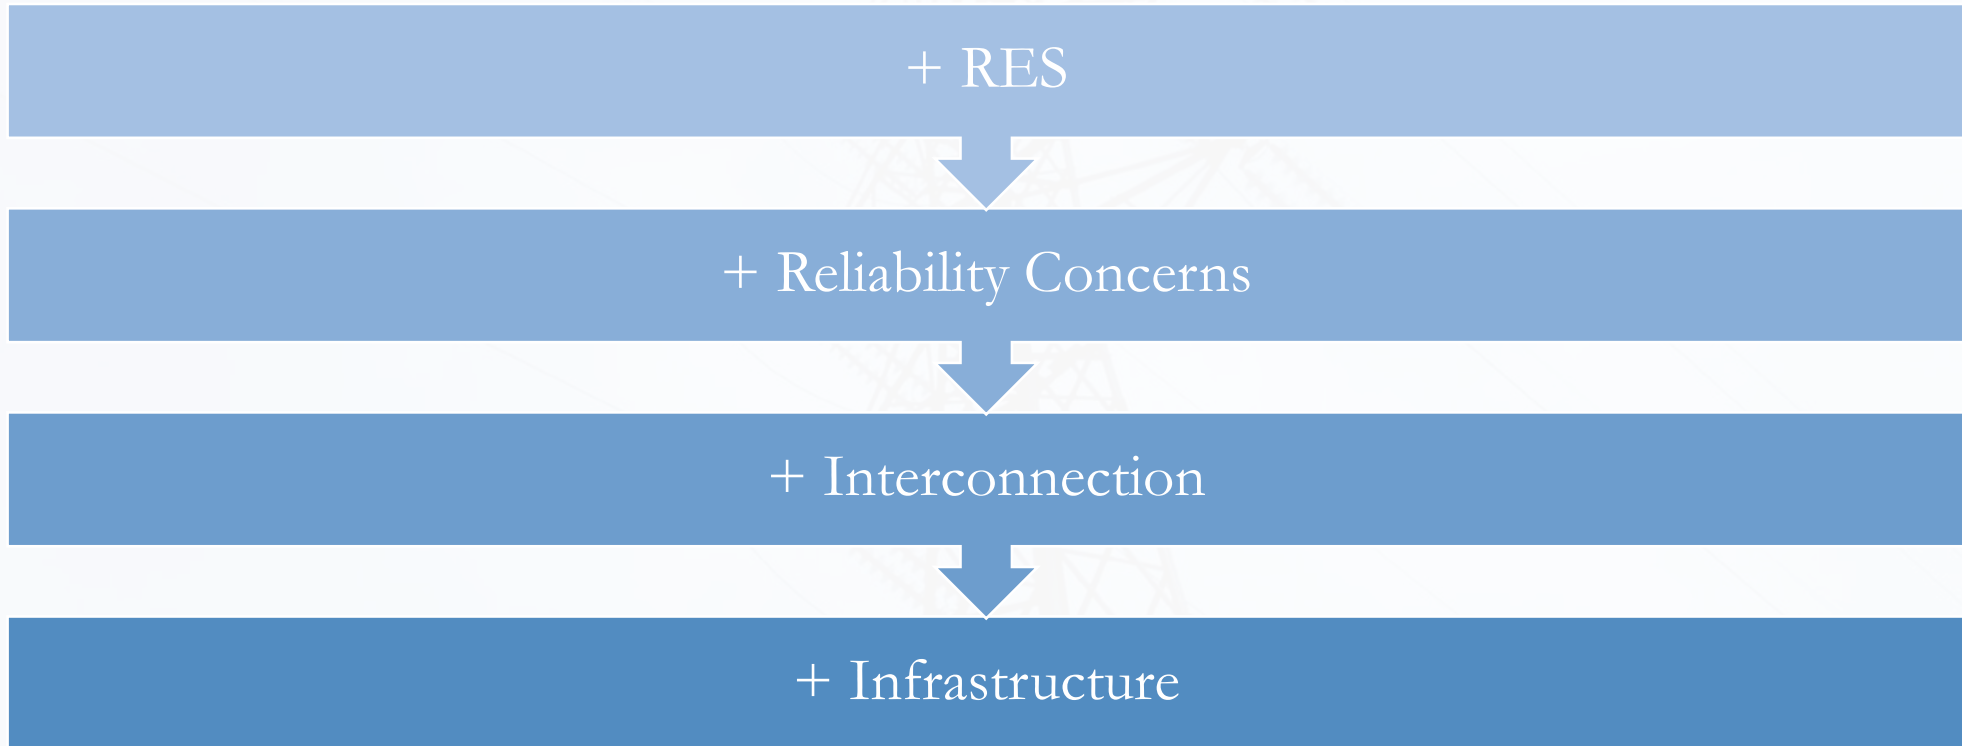 + RES
+ Reliability Concerns
+ Interconnection
+ Infrastructure